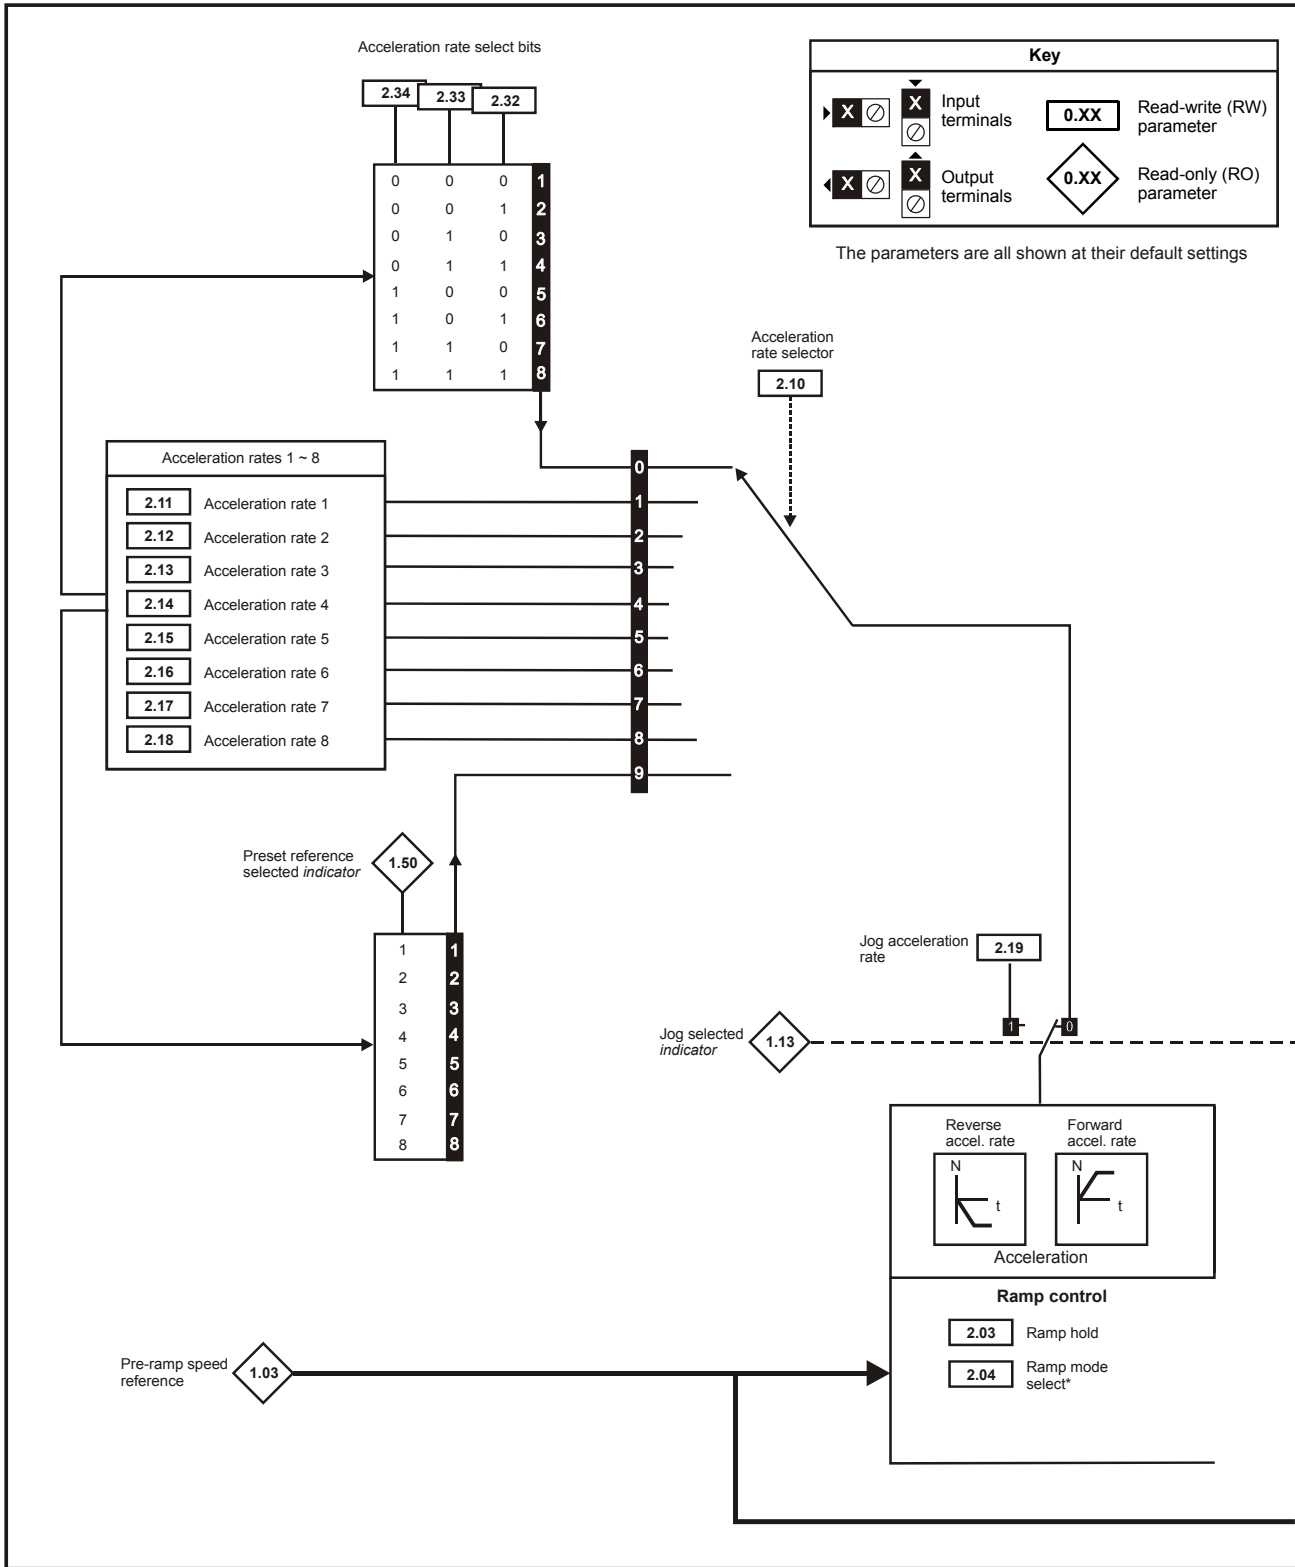 Acceleration rate select bits
2.34 2.33 2.32
0 0 0 1
0 0 1 2
0 1 0 3
0 1 1 4
1 0 0 5
1 0 1 6
1 1 0 7
1 1 1 8
Key
X Input
terminals
X
0.XX Read-write (RW)
parameter
X Output
terminals
X
0.XX Read-only (RO)
parameter
The parameters are all shown at their default settings
Acceleration
rate selector
2.10
Acceleration rates 1 ~ 8
2.11 Acceleration rate 1
2.12 Acceleration rate 2
2.13 Acceleration rate 3
2.14 Acceleration rate 4
2.15 Acceleration rate 5
2.16 Acceleration rate 6
2.17 Acceleration rate 7
2.18 Acceleration rate 8
0
1
2
3
4
5
6
7
8
9
Preset reference
selected indicator
1.50
1 1
2 2
3 3
4 4
5 5
6 6
7 7
8 8
Jog acceleration
rate
2.19
1 0
Jog selected
indicator
1.13
Reverse
accel. rate
N
t
Forward
accel. rate
N
t
Acceleration
Ramp control
2.03 Ramp hold
2.04 Ramp mode
select*
Pre-ramp speed
reference
1.03